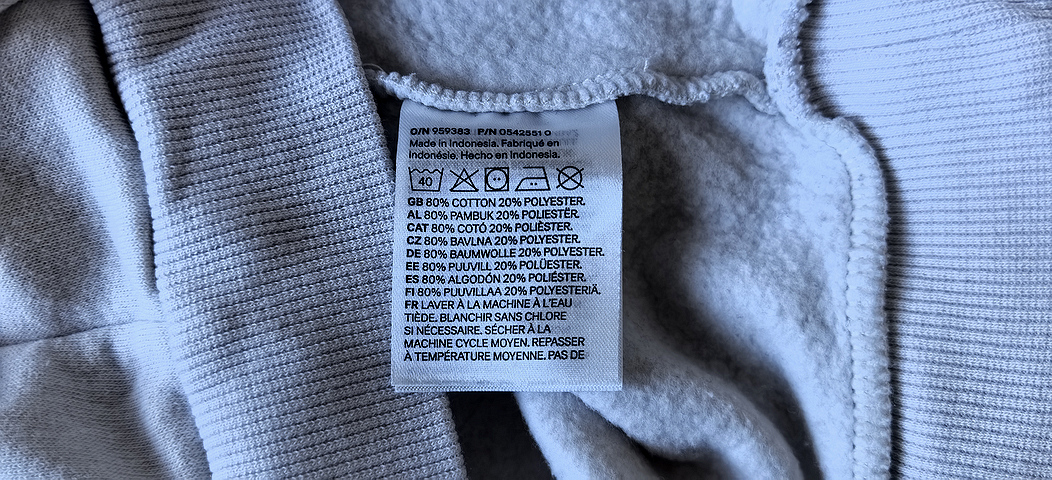 O/N 959383 P/N 0542551 0
Made in Indonesia. Fabriqué en
Indonésie. Hecho en Indonesia.
40
GB 80% COTTON 20% POLYESTER.
AL 80% PAMBUK 20% POLIESTËR.
CAT 80% COTÓ 20% POLIÈSTER.
CZ 80% BAVLNA 20% POLYESTER.
DE 80% BAUMWOLLE 20% POLYESTER.
EE 80% PUUVILL 20% POLÜESTER.
ES 80% ALGODÓN 20% POLIÉSTER.
FI 80% PUUVILLAA 20% POLYESTERIÄ.
FR LAVER À LA MACHINE À L'EAU
TIÈDE. BLANCHIR SANS CHLORE
SI NÉCESSAIRE. SÉCHER À LA
MACHINE CYCLE MOYEN. REPASSER
À TEMPÉRATURE MOYENNE. PAS DE